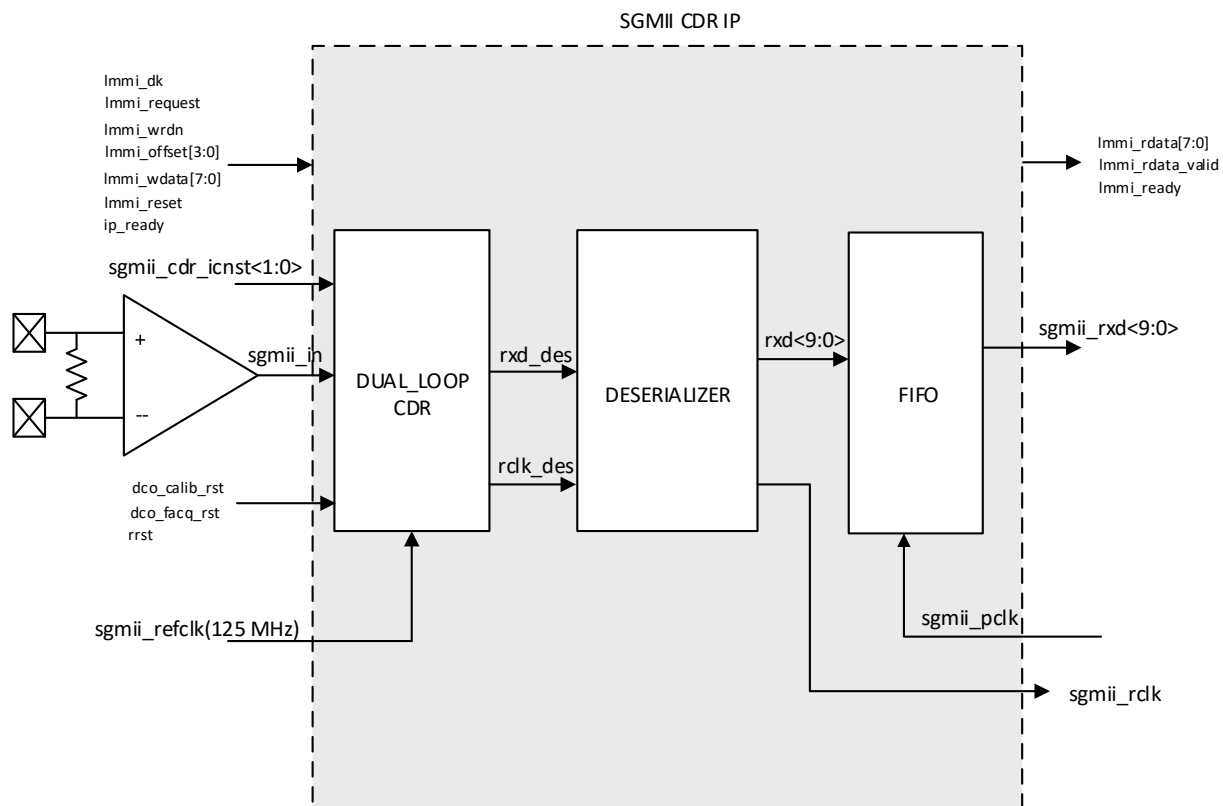 SGMII CDR IP
lmmi_clk
lmmi_request
lmmi_wrdn
lmmi_offset[3:0]
lmmi_wdata[7:0]
lmmi_reset
ip_ready
lmmi_rdata[7:0]
lmmi_rdata_valid
lmmi_ready
sgmii_cdr_icnst<1:0>
+
--
sgmii_in
DUAL_LOOP
CDR
rxd_des
rclk_des
DESERIALIZER
rxd<9:0>
FIFO
sgmii_rxd<9:0>
dco_calib_rst
dco_facq_rst
rrst
sgmii_refclk(125 MHz)
sgmii_pclk
sgmii_rclk